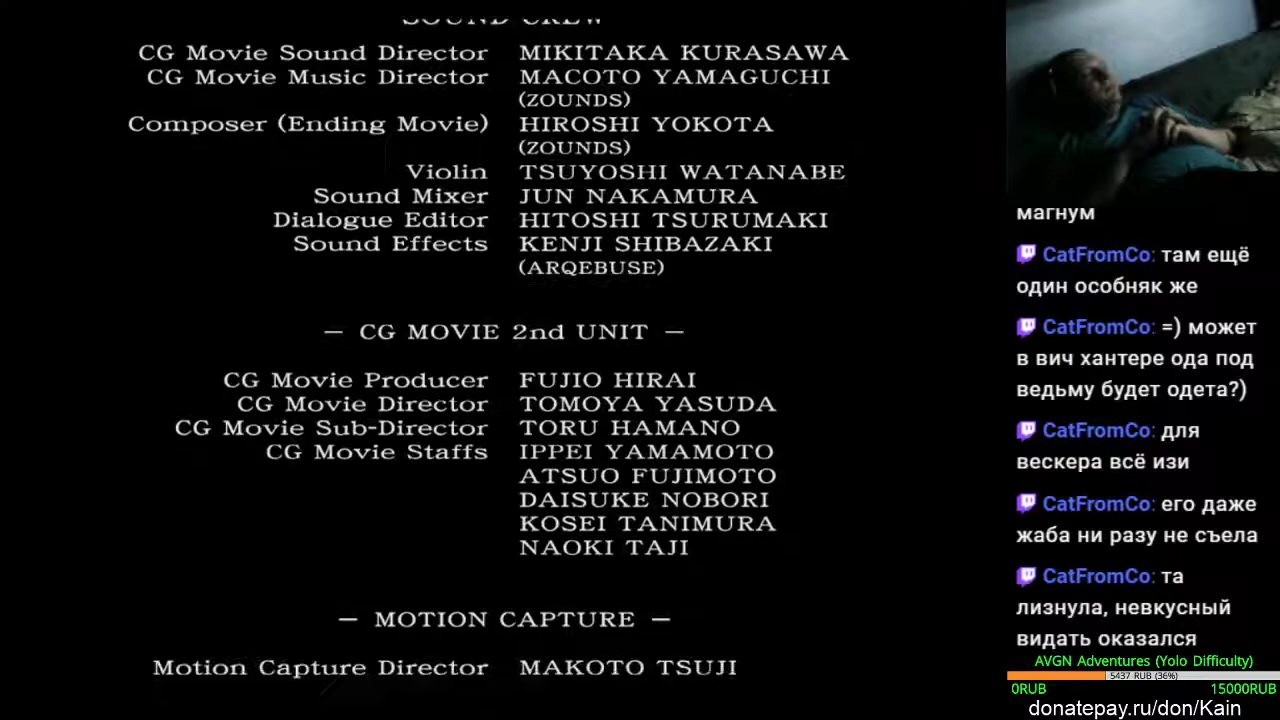 SOUND CREW
CG Movie Sound Director MIKITAKA KURASAWA
CG Movie Music Director MACOTO YAMAGUCHI
(ZOUNDS)
Composer (Ending Movie) HIROSHI YOKOTA
(ZOUNDS)
Violin TSUYOSHI WATANABE
Sound Mixer JUN NAKAMURA
Dialogue Editor HITOSHI TSURUMAKI
Sound Effects KENJI SHIBAZAKI
(ARQEBUSE)
— CG MOVIE 2nd UNIT —
CG Movie Producer FUJIO HIRAI
CG Movie Director TOMOYA YASUDA
CG Movie Sub-Director TORU HAMANO
CG Movie Staffs IPPEI YAMAMOTO
ATSUO FUJIMOTO
DAISUKE NOBORI
KOSEI TANIMURA
NAOKI TAJI
— MOTION CAPTURE —
Motion Capture Director MAKOTO TSUJI
магнум
CatFromCo: там ещё
один особняк же
CatFromCo: =) может
в вич хантере ода под
ведьму будет одета?)
CatFromCo: для
вескера всё изи
CatFromCo: его даже
жаба ни разу не съела
CatFromCo: та
лизнула, невкусный
видать оказался
AVGN Adventures (Yolo Difficulty)
5437 RUB (36%)
0RUB 15000RUB
donatepay.ru/don/Kain